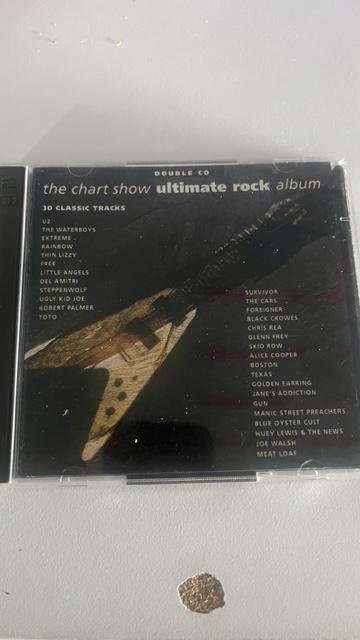 DOUBLE CD
the chart show ultimate rock album
30 CLASSIC TRACKS
U2
THE WATERBOYS
EXTREME
RAINBOW
THIN LIZZY
FREE
LITTLE ANGELS
DEL AMITRI
STEPPENWOLF
UGLY KID JOE
ROBERT PALMER
TOTO
SURVIVOR
THE CARS
FOREIGNER
BLACK CROWES
CHRIS REA
GLENN FREY
SKID ROW
ALICE COOPER
BOSTON
TEXAS
GOLDEN EARRING
JANE'S ADDICTION
GUN
MANIC STREET PREACHERS
BLUE OYSTER CULT
HUEY LEWIS & THE NEWS
JOE WALSH
MEAT LOAF